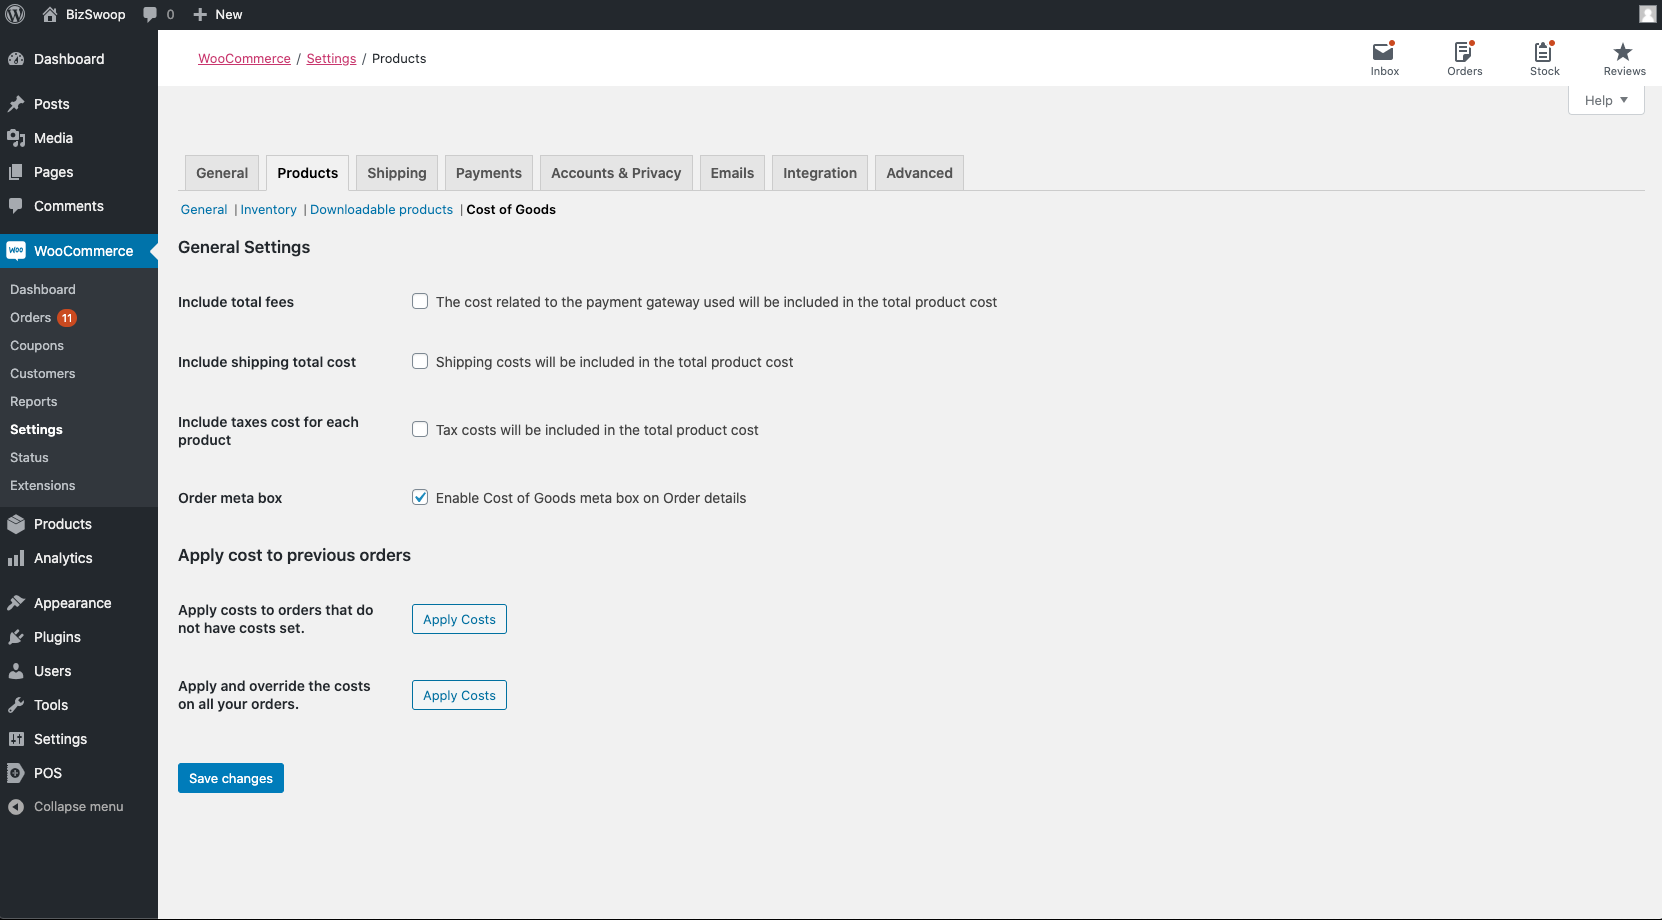 BizSwoop 0 New
Dashboard
Posts
Media
Pages
Comments
woo WooCommerce
Dashboard
Orders 11
Coupons
Customers
Reports
Settings
Status
Extensions
Products
Analytics
Appearance
Plugins
Users
Tools
Settings
POS
Collapse menu
WooCommerce / Settings / Products
Inbox Orders Stock Reviews
Help
General Products Shipping Payments Accounts & Privacy Emails Integration Advanced
General | Inventory | Downloadable products | Cost of Goods
General Settings
Include total fees The cost related to the payment gateway used will be included in the total product cost
Include shipping total cost Shipping costs will be included in the total product cost
Include taxes cost for each
product
Tax costs will be included in the total product cost
Order meta box Enable Cost of Goods meta box on Order details
Apply cost to previous orders
Apply costs to orders that do
not have costs set.
Apply Costs
Apply and override the costs
on all your orders.
Apply Costs
Save changes